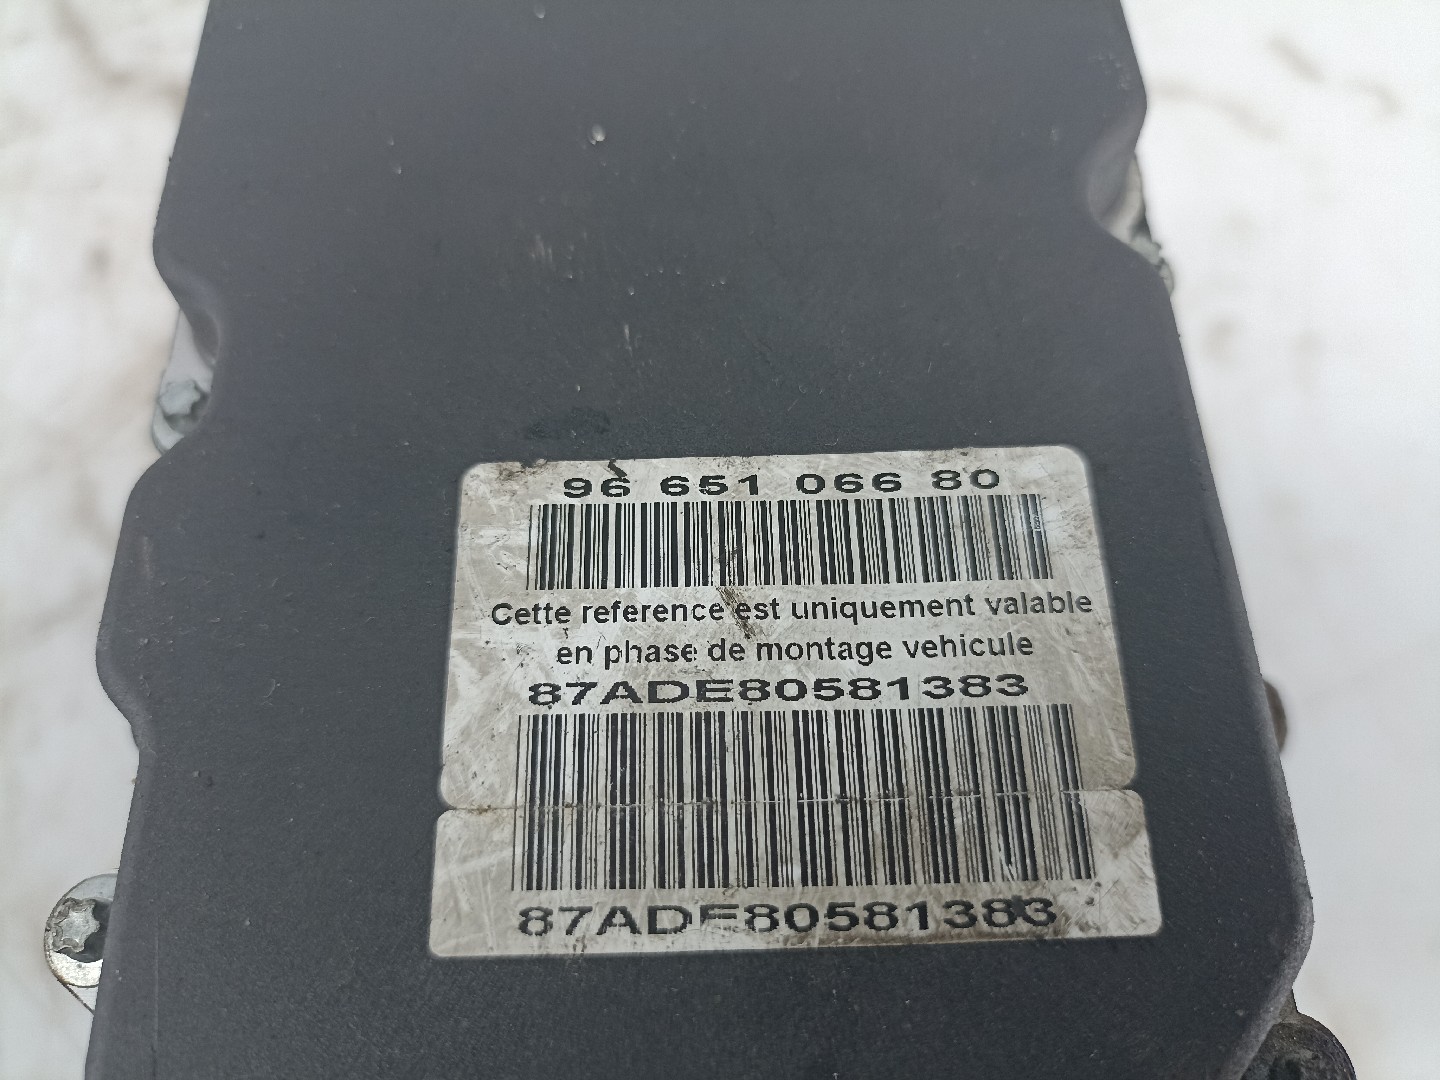 96 651 066 80
Cette reference est uniquement valable
en phase de montage vehicule
87ADE80581383
87ADE80581383